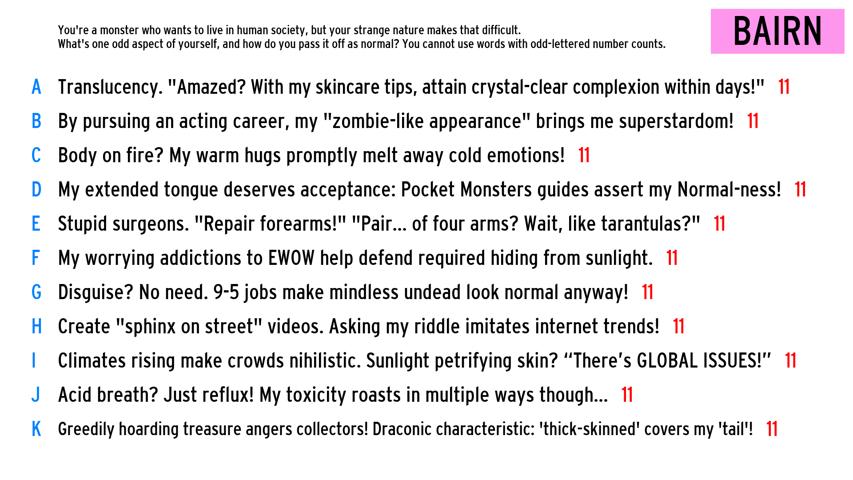 You're a monster who wants to live in human society, but your strange nature makes that difficult.
What's one odd aspect of yourself, and how do you pass it off as normal? You cannot use words with odd-lettered number counts.
BAIRN
A Translucency. "Amazed? With my skincare tips, attain crystal-clear complexion within days!" 11
B By pursuing an acting career, my "zombie-like appearance" brings me superstardom! 11
C Body on fire? My warm hugs promptly melt away cold emotions! 11
D My extended tongue deserves acceptance: Pocket Monsters guides assert my Normal-ness! 11
E Stupid surgeons. "Repair forearms!" "Pair... of four arms? Wait, like tarantulas?" 11
F My worrying addictions to EWOW help defend required hiding from sunlight. 11
G Disguise? No need. 9-5 jobs make mindless undead look normal anyway! 11
H Create "sphinx on street" videos. Asking my riddle imitates internet trends! 11
I Climates rising make crowds nihilistic. Sunlight petrifying skin? “There’s GLOBAL ISSUES!” 11
J Acid breath? Just reflux! My toxicity roasts in multiple ways though... 11
K Greedily hoarding treasure angers collectors! Draconic characteristic: 'thick-skinned' covers my 'tail'! 11